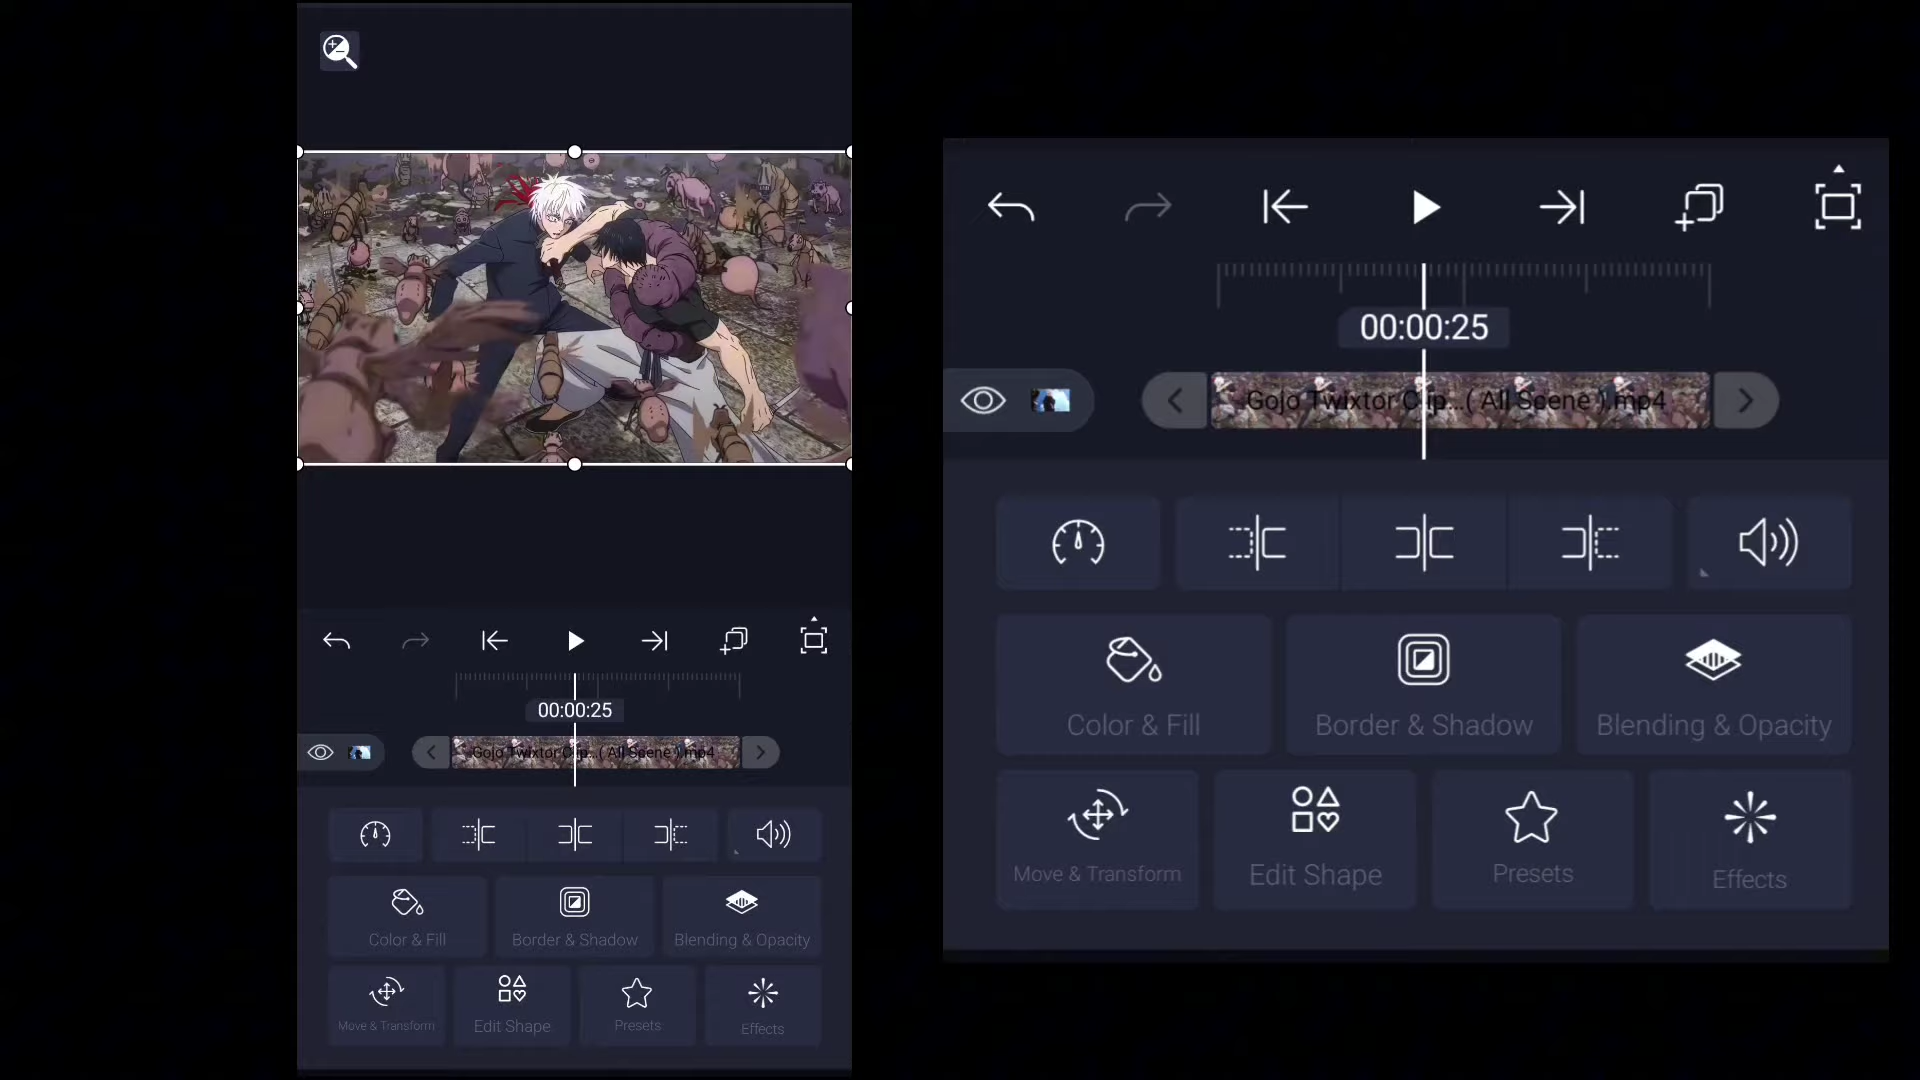 00:00:25
Gojo Twixtor Clip...( All Scene ).mp4
Color & Fill
Border & Shadow
Blending & Opacity
Move & Transform
Edit Shape
Presets
Effects
00:00:25
Gojo Twixtor Clip...( All Scene ).mp4
Color & Fill
Border & Shadow
Blending & Opacity
Move & Transform
Edit Shape
Presets
Effects